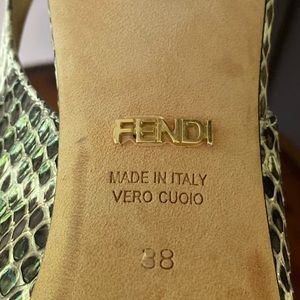 FENDI
MADE IN ITALY
VERO CUOIO
38